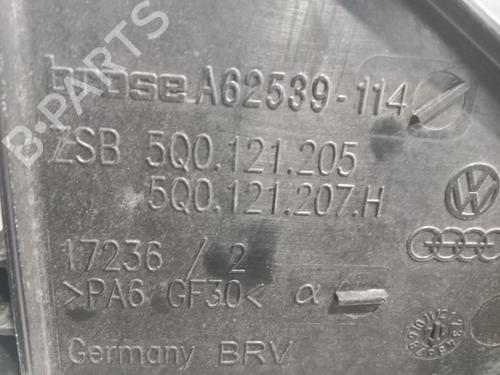 B-PARTS
brose A62539-114
ZSB 5Q0.121.205
5Q0.121.207.H
17236 / 2
>PA6 GF30< α
Germany BRV